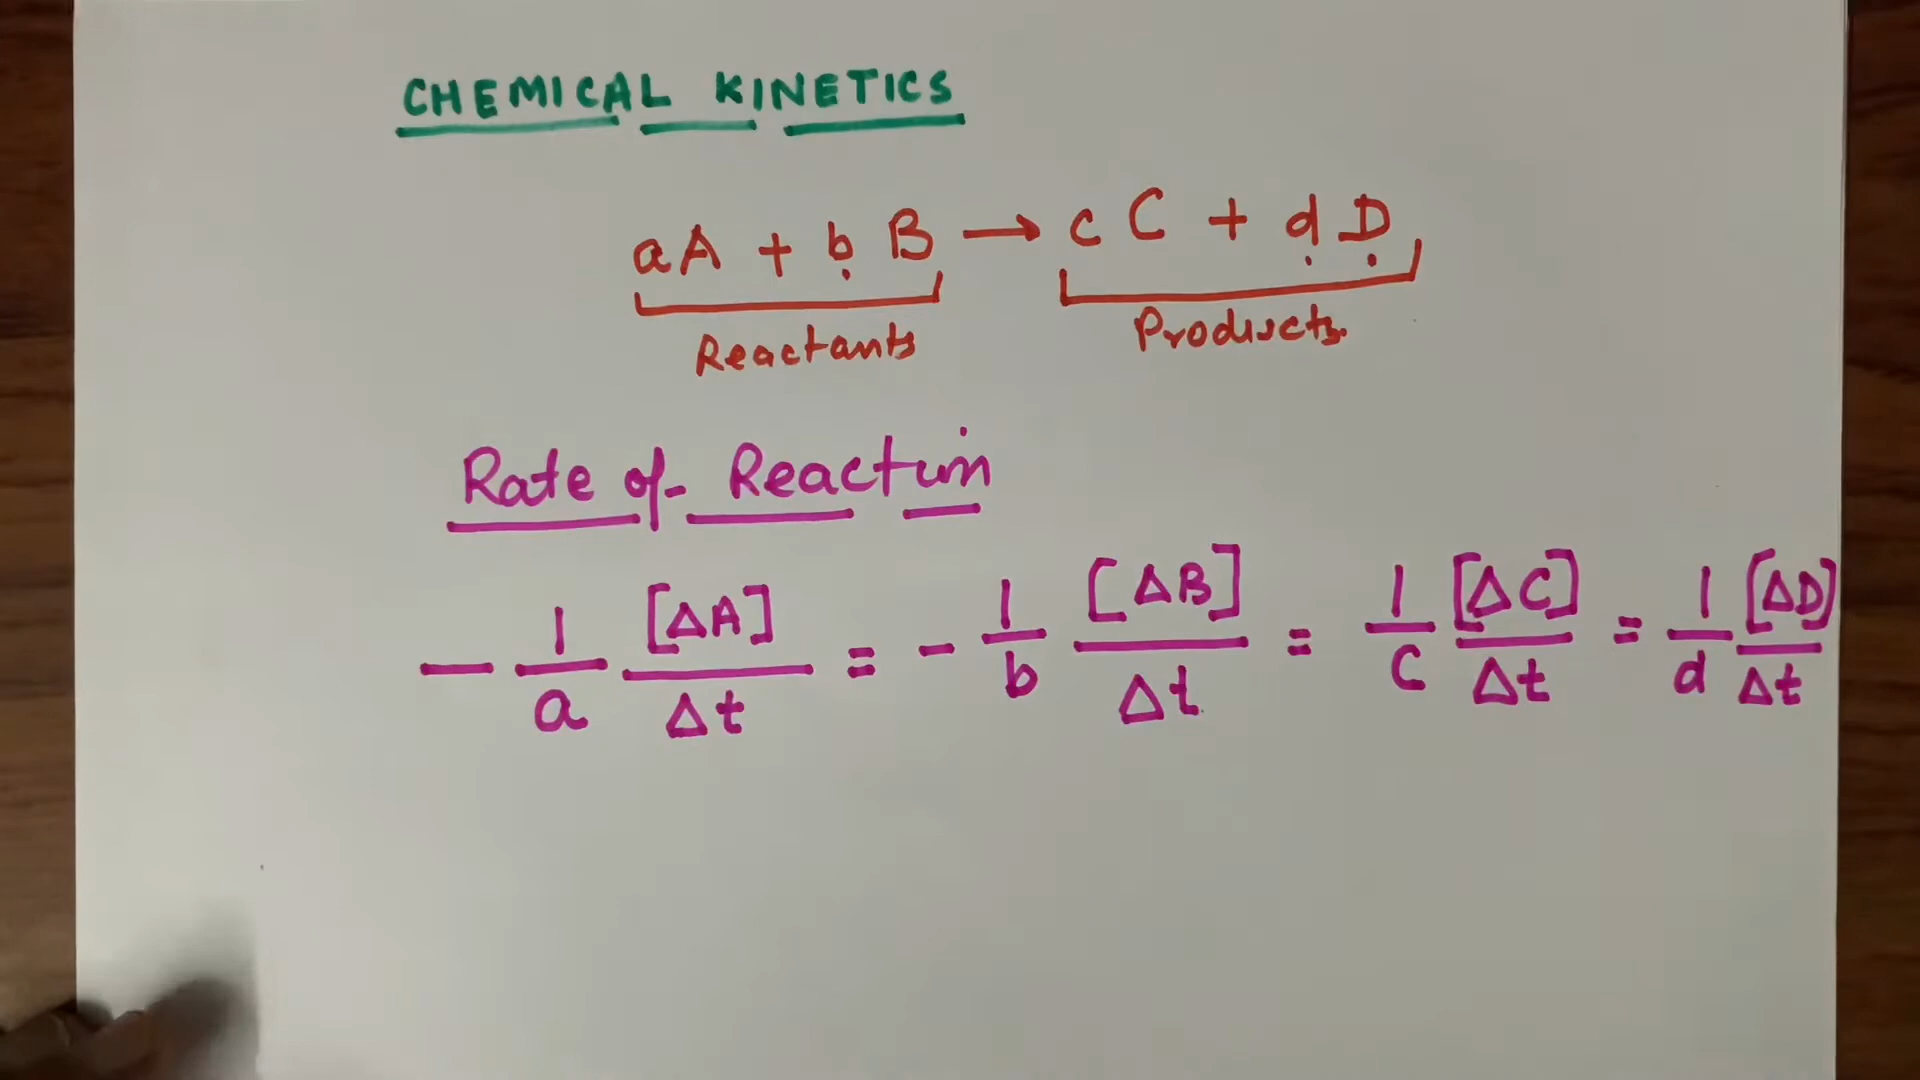 CHEMICAL KINETICS
aA + bB → cC + dD
Reactants Products.
Rate of Reaction
- 1/a [ΔA]/Δt = - 1/b [ΔB]/Δt = 1/C [ΔC]/Δt = 1/d [ΔD]/Δt